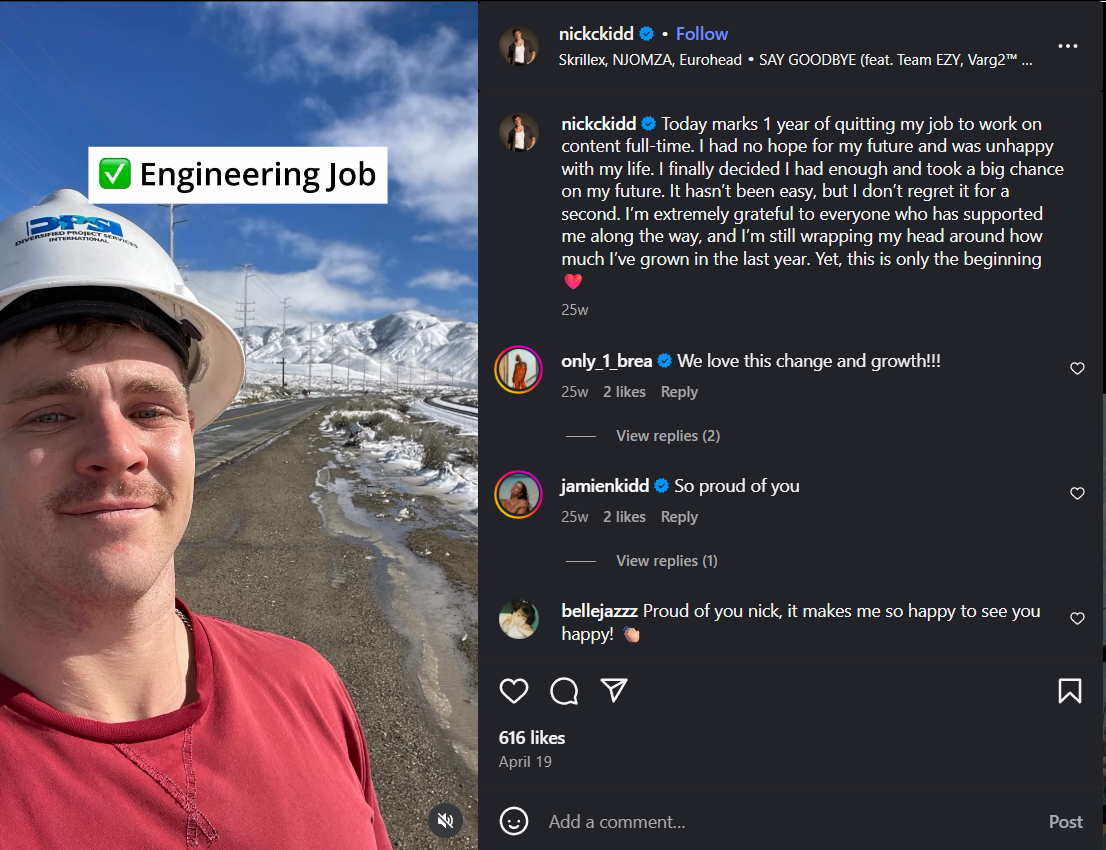 ✅ Engineering Job
DPSI
DIVERSIFIED PROJECT SERVICES
INTERNATIONAL
nickckidd • Follow
Skrillex, NJOMZA, Eurohead • SAY GOODBYE (feat. Team EZY, Varg2™ ...
nickckidd Today marks 1 year of quitting my job to work on
content full-time. I had no hope for my future and was unhappy
with my life. I finally decided I had enough and took a big chance
on my future. It hasn’t been easy, but I don’t regret it for a
second. I’m extremely grateful to everyone who has supported
me along the way, and I’m still wrapping my head around how
much I’ve grown in the last year. Yet, this is only the beginning
❤️
25w
only_1_brea We love this change and growth!!!
25w 2 likes Reply
View replies (2)
jamienkidd So proud of you
25w 2 likes Reply
View replies (1)
bellejazzz Proud of you nick, it makes me so happy to see you
happy! 👏🏻
616 likes
April 19
Add a comment...
Post